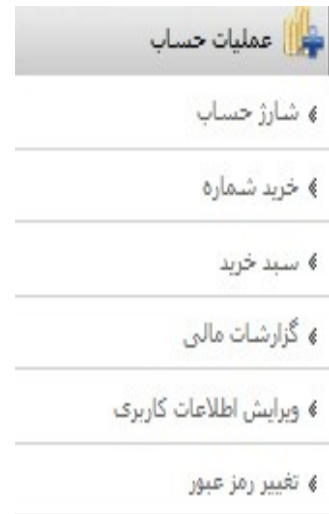 عملیات حساب
شارژ حساب
خرید شماره
سبد خرید
گزارشات مالی
ویرایش اطلاعات کاربری
تغییر رمز عبور